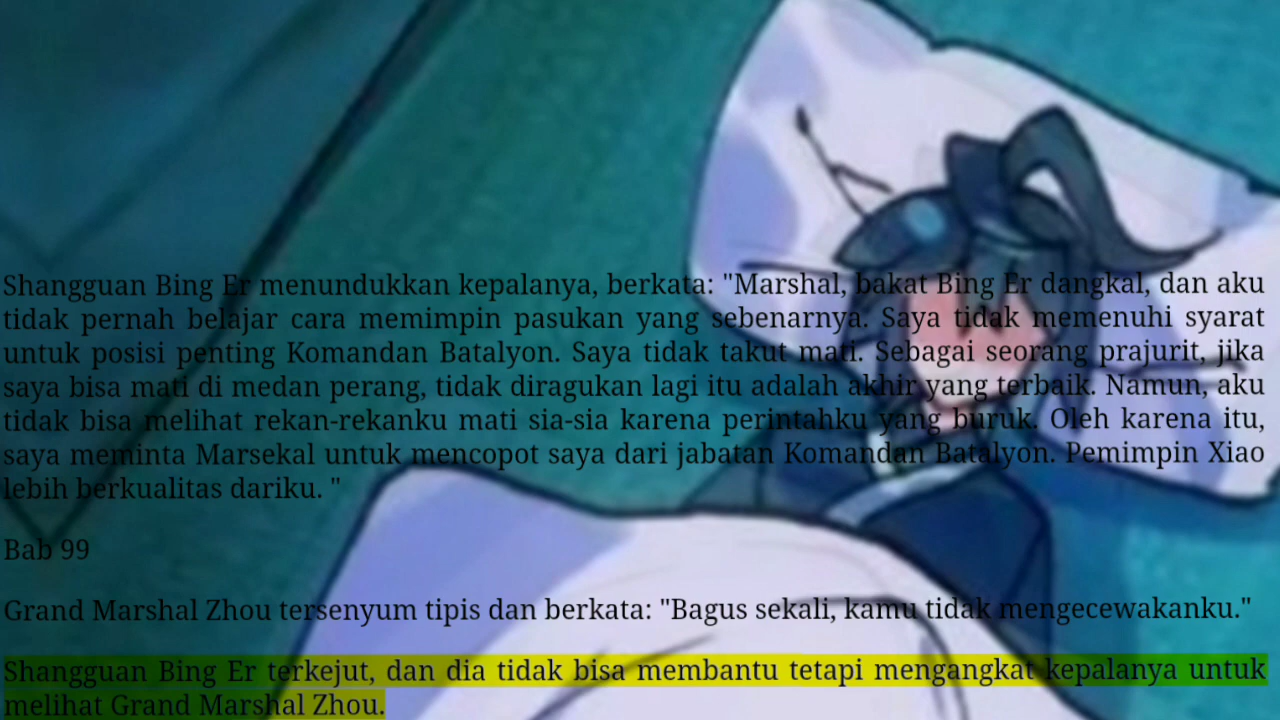 Shangguan Bing Er menundukkan kepalanya, berkata: "Marshal, bakat Bing Er dangkal, dan aku
tidak pernah belajar cara memimpin pasukan yang sebenarnya. Saya tidak memenuhi syarat
untuk posisi penting Komandan Batalyon. Saya tidak takut mati. Sebagai seorang prajurit, jika
saya bisa mati di medan perang, tidak diragukan lagi itu adalah akhir yang terbaik. Namun, aku
tidak bisa melihat rekan-rekanku mati sia-sia karena perintahku yang buruk. Oleh karena itu,
saya meminta Marsekal untuk mencopot saya dari jabatan Komandan Batalyon. Pemimpin Xiao
lebih berkualitas dariku. "
Bab 99
Grand Marshal Zhou tersenyum tipis dan berkata: "Bagus sekali, kamu tidak mengecewakanku."
Shangguan Bing Er terkejut, dan dia tidak bisa membantu tetapi mengangkat kepalanya untuk
melihat Grand Marshal Zhou.